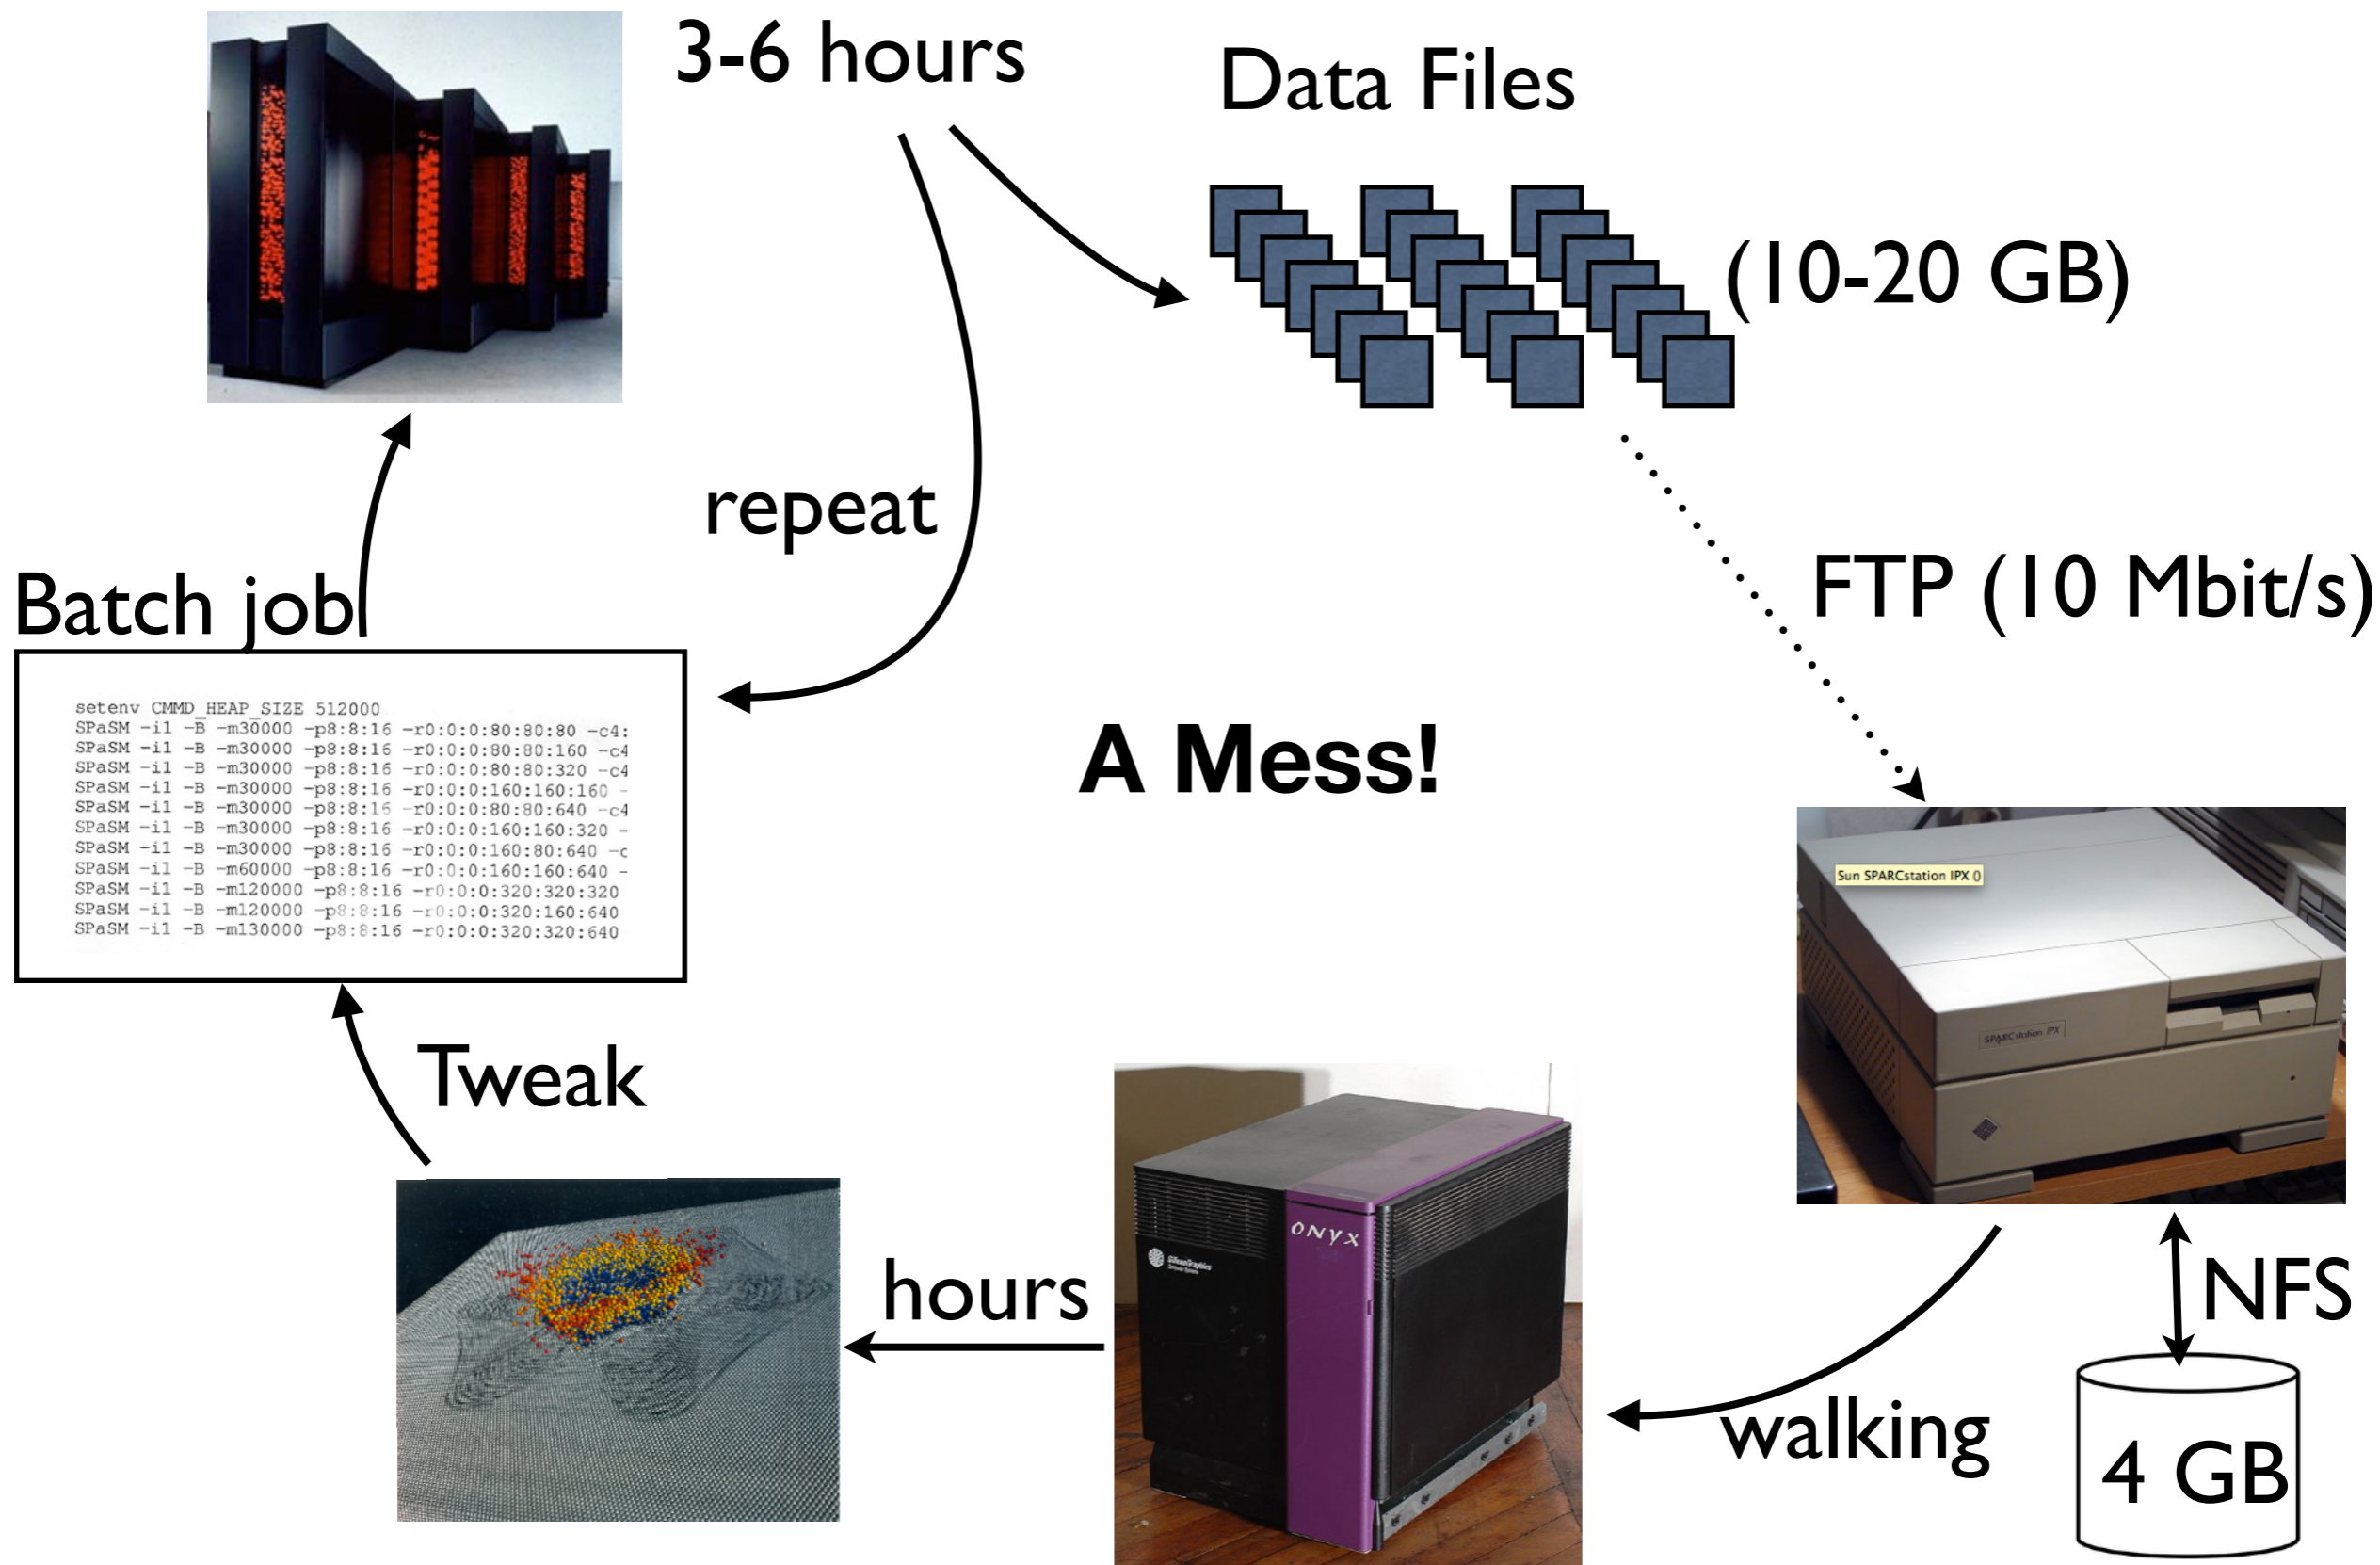 3-6 hours
Data Files
(10-20 GB)
repeat
FTP (10 Mbit/s)
Batch job
setenv CMMD_HEAP_SIZE 512000
SPaSM -i1 -B -m30000 -p8:8:16 -r0:0:0:80:80:80 -c4:
SPaSM -i1 -B -m30000 -p8:8:16 -r0:0:0:80:80:160 -c4
SPaSM -i1 -B -m30000 -p8:8:16 -r0:0:0:80:80:320 -c4
SPaSM -i1 -B -m30000 -p8:8:16 -r0:0:0:160:160:160 -
SPaSM -i1 -B -m30000 -p8:8:16 -r0:0:0:80:80:640 -c4
SPaSM -i1 -B -m30000 -p8:8:16 -r0:0:0:160:160:320 -
SPaSM -i1 -B -m30000 -p8:8:16 -r0:0:0:160:80:640 -c
SPaSM -i1 -B -m60000 -p8:8:16 -r0:0:0:160:160:640 -
SPaSM -i1 -B -m120000 -p8:8:16 -r0:0:0:320:320:320
SPaSM -i1 -B -m120000 -p8:8:16 -r0:0:0:320:160:640
SPaSM -i1 -B -m130000 -p8:8:16 -r0:0:0:320:320:640
A Mess!
Sun SPARCstation IPX ()
SPARCstation IPX
Tweak
onyx
SiliconGraphics
Computer Systems
hours
NFS
walking
4 GB